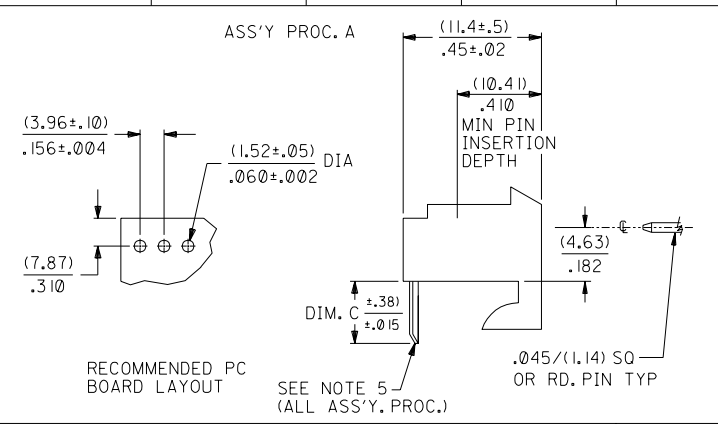 ASS'Y PROC. A
(11.4±.5)
.45±.02
(10.41)
.410
MIN PIN
INSERTION
DEPTH
(3.96±.10)
.156±.004
(1.52±.05)
.060±.002
DIA
(7.87)
.310
(4.63)
.182
DIM. C
±.38)
±.015
RECOMMENDED PC
BOARD LAYOUT
SEE NOTE 5
(ALL ASS'Y. PROC.)
.045/(1.14) SQ
OR RD. PIN TYP